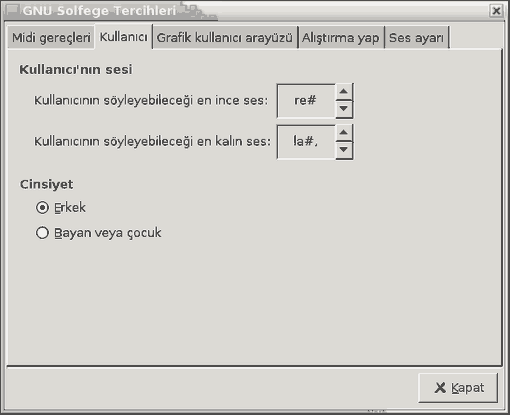 GNU Solfege Tercihleri
Midi gereçleri Kullanıcı Grafik kullanıcı arayüzü Alıştırma yap Ses ayarı
Kullanıcı'nın sesi
Kullanıcının söyleyebileceği en ince ses: re#
Kullanıcının söyleyebileceği en kalın ses: la#,
Cinsiyet
Erkek
Bayan veya çocuk
Kapat